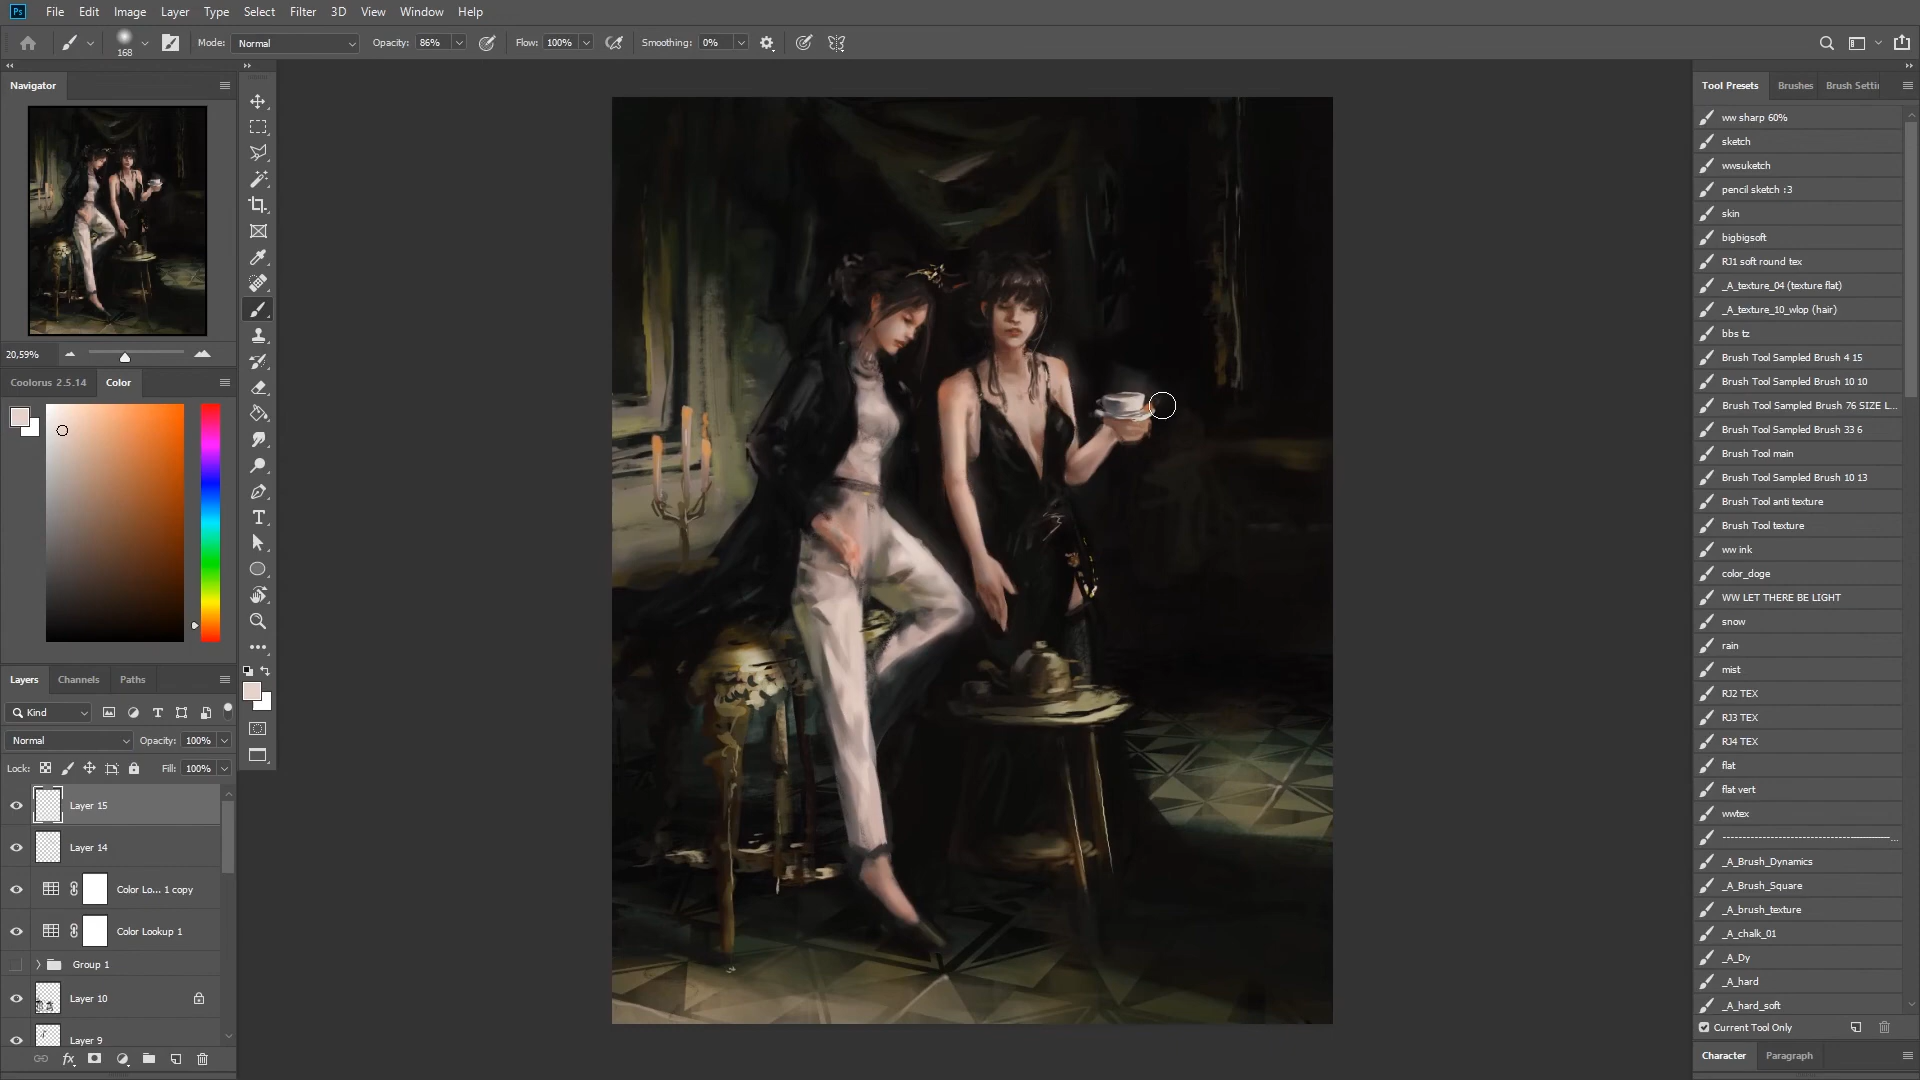 Ps File Edit Image Layer Type Select Filter 3D View Window Help
168 Mode: Normal Opacity: 86% Flow: 100% Smoothing: 0%
Navigator
20,59%
Coolorus 2.5.14 Color
Layers Channels Paths
Kind
Normal Opacity: 100%
Lock: Fill: 100%
Layer 15
Layer 14
Color Lo... 1 copy
Color Lookup 1
Group 1
Layer 10
Layer 9
fx
Tool Presets Brushes Brush Setti
ww sharp 60%
sketch
wwsuketch
pencil sketch :3
skin
bigbigsoft
RJ1 soft round tex
_A_texture_04 (texture flat)
_A_texture_10_wlop (hair)
bbs tz
Brush Tool Sampled Brush 4 15
Brush Tool Sampled Brush 10 10
Brush Tool Sampled Brush 76 SIZE L...
Brush Tool Sampled Brush 33 6
Brush Tool main
Brush Tool Sampled Brush 10 13
Brush Tool anti texture
Brush Tool texture
ww ink
color_doge
WW LET THERE BE LIGHT
snow
rain
mist
RJ2 TEX
RJ3 TEX
RJ4 TEX
flat
flat vert
wwtex
_A_Brush_Dynamics
_A_Brush_Square
_A_brush_texture
_A_chalk_01
_A_Dy
_A_hard
_A_hard_soft
Current Tool Only
Character Paragraph